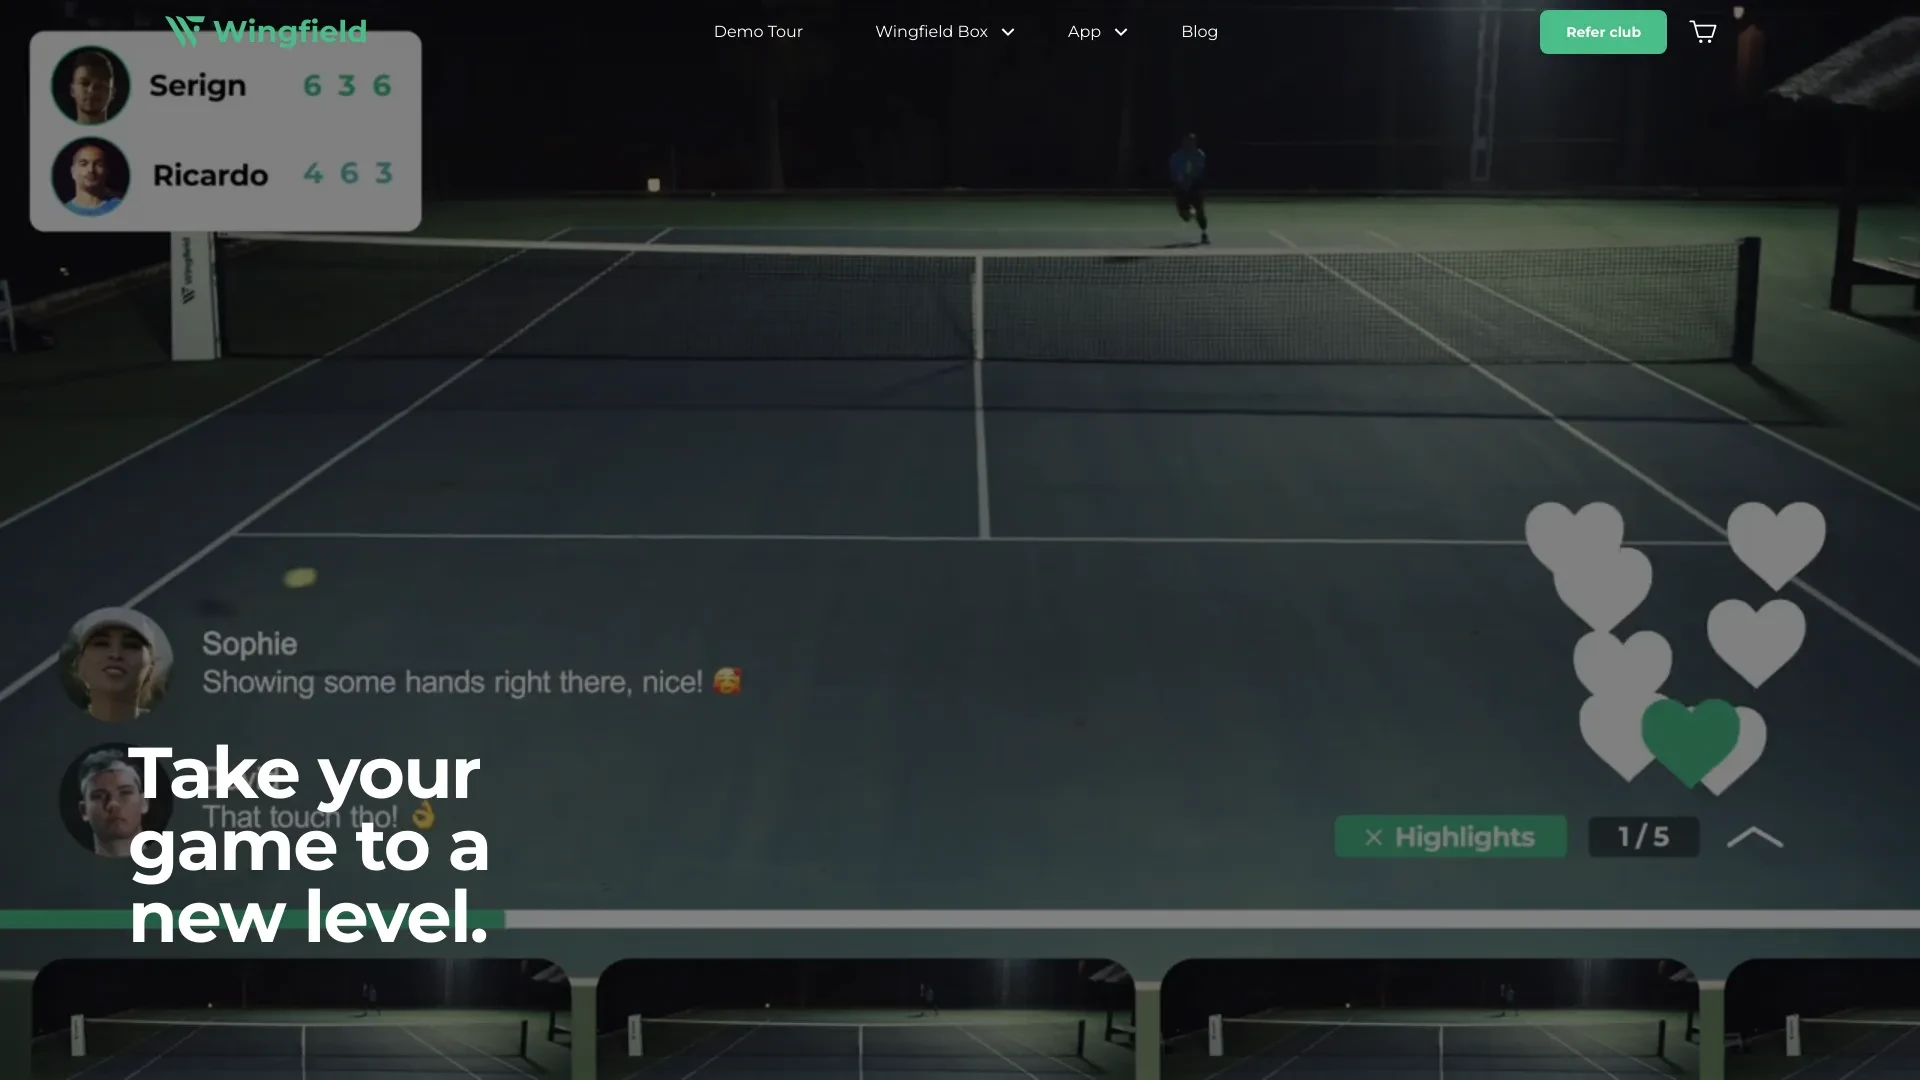 Wingfield
Demo Tour
Wingfield Box
App
Blog
Refer club
Serign 6 3 6
Ricardo 4 6 3
Wingfield
Sophie
Showing some hands right there, nice! 🥰
That touch tho! 👌
Take your
game to a
new level.
× Highlights
1 / 5